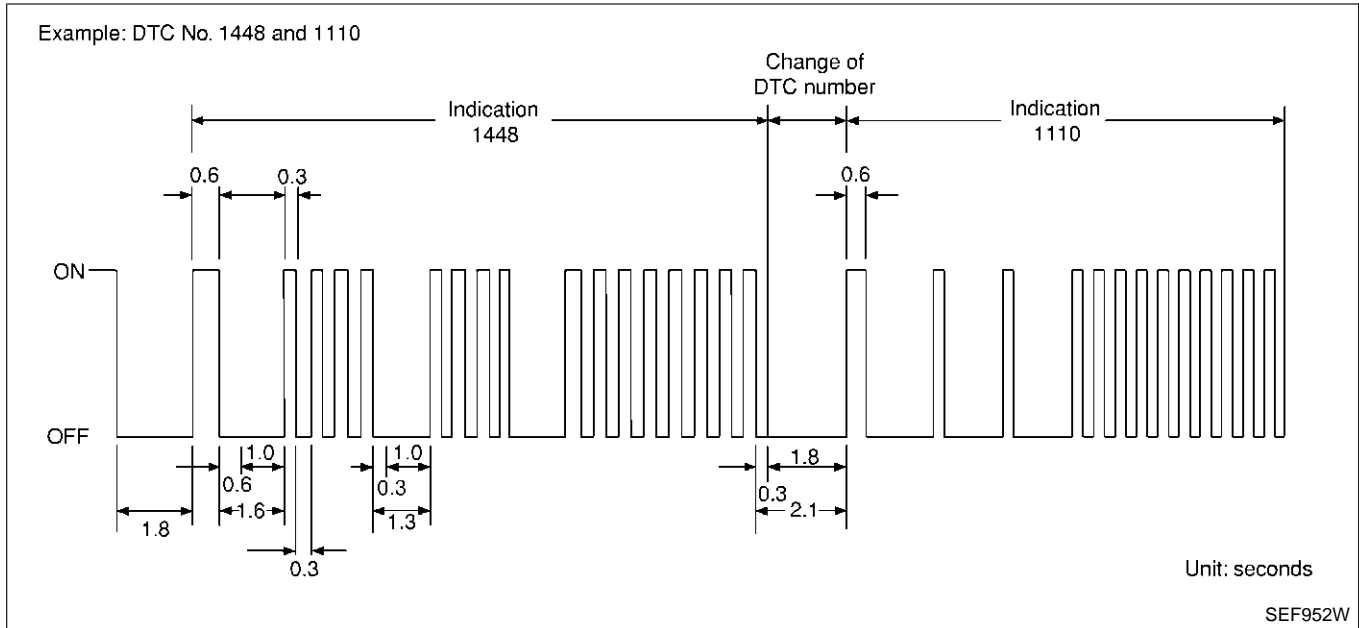 Example: DTC No. 1448 and 1110
Change of
DTC number
Indication
1448
Indication
1110
0.6
0.3
0.6
ON
OFF
1.0
0.6
1.6
1.8
0.3
1.0
0.3
1.3
1.8
0.3
2.1
Unit: seconds
SEF952W